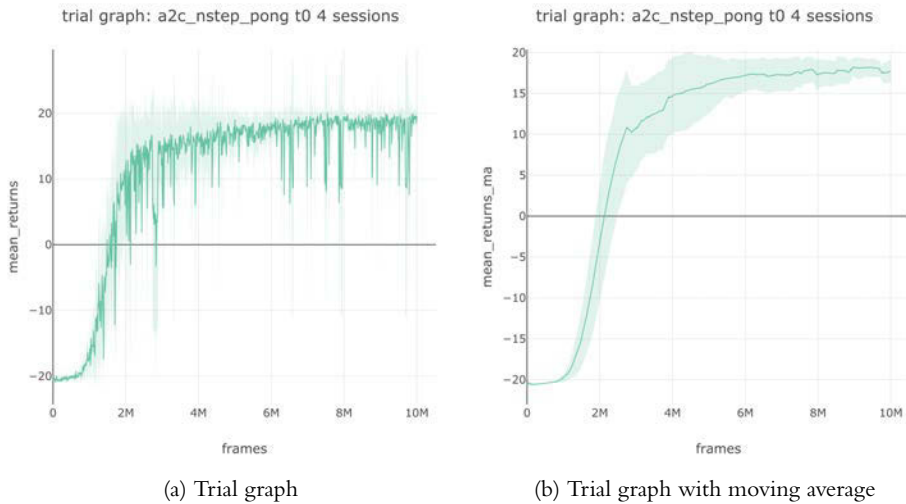 trial graph: a2c_nstep_pong t0 4 sessions
20
10
0
−10
−20
mean_returns
0
2M
4M
6M
8M
10M
frames
(a) Trial graph
trial graph: a2c_nstep_pong t0 4 sessions
20
15
10
5
0
−5
−10
−15
−20
mean_returns_ma
0
2M
4M
6M
8M
10M
frames
(b) Trial graph with moving average